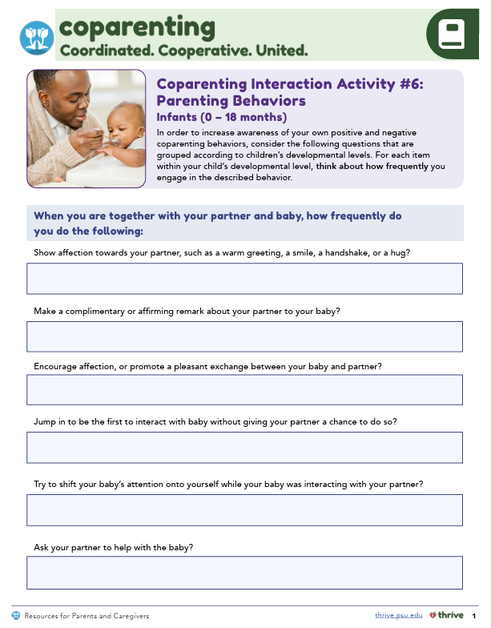 coparenting
Coordinated. Cooperative. United.
Coparenting Interaction Activity #6:
Parenting Behaviors
Infants (0 – 18 months)
In order to increase awareness of your own positive and negative
coparenting behaviors, consider the following questions that are
grouped according to children's developmental levels. For each item
within your child's developmental level, think about how frequently you
engage in the described behavior.
When you are together with your partner and baby, how frequently do
you do the following:
Show affection towards your partner, such as a warm greeting, a smile, a handshake, or a hug?
Make a complimentary or affirming remark about your partner to your baby?
Encourage affection, or promote a pleasant exchange between your baby and partner?
Jump in to be the first to interact with baby without giving your partner a chance to do so?
Try to shift your baby's attention onto yourself while your baby was interacting with your partner?
Ask your partner to help with the baby?
Resources for Parents and Caregivers thrive.psu.edu thrive 1